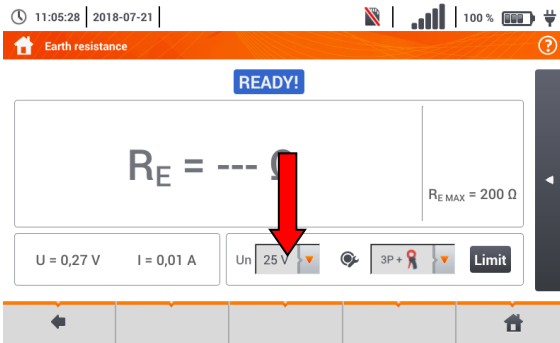 11:05:28 2018-07-21 100 %
Earth resistance ?
READY!
RE = --- Ω
RE MAX = 200 Ω
U = 0,27 V I = 0,01 A Un 25 V 3P + Limit